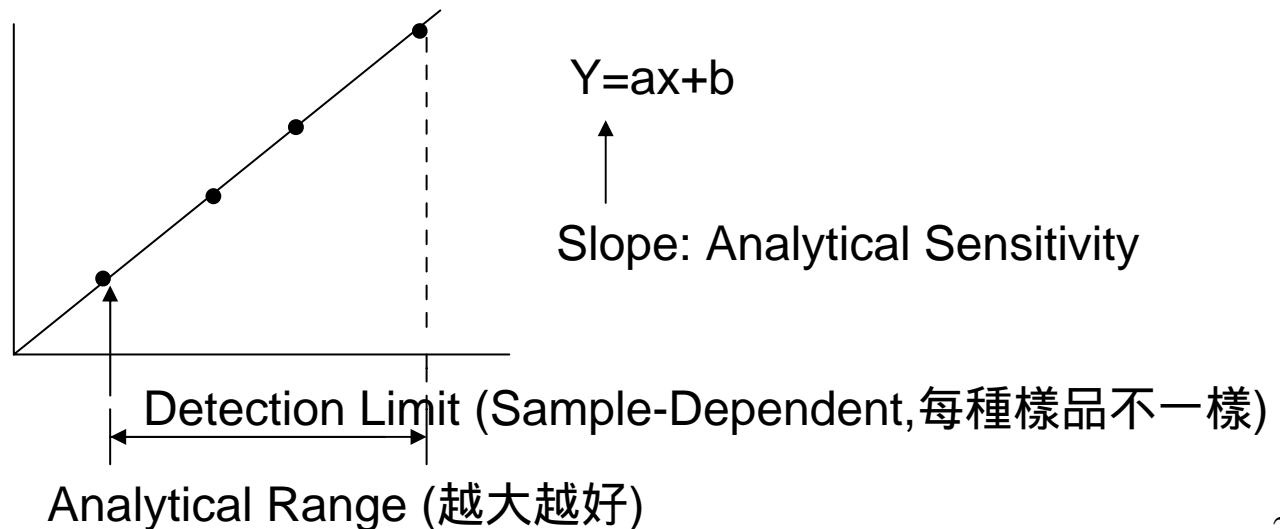 Y=ax+b
Slope: Analytical Sensitivity
Detection Limit (Sample-Dependent,每種樣品不一樣)
Analytical Range (越大越好)